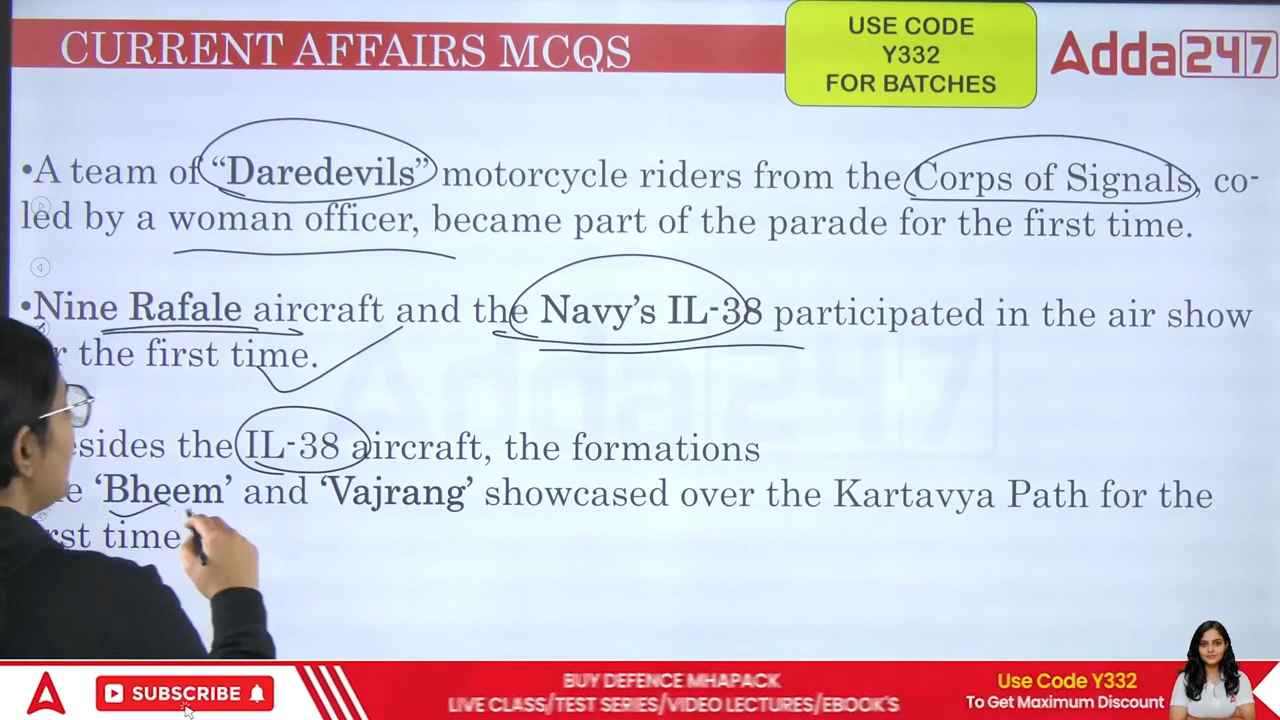 CURRENT AFFAIRS MCQS
USE CODE
Y332
FOR BATCHES
Adda247
•A team of “Daredevils” motorcycle riders from the Corps of Signals, co-
led by a woman officer, became part of the parade for the first time.
•Nine Rafale aircraft and the Navy’s IL-38 participated in the air show
the first time.
the IL-38 aircraft, the formations
‘Bheem’ and ‘Vajrang’ showcased over the Kartavya Path for the
time
SUBSCRIBE
BUY DEFENCE MHAPACK
LIVE CLASS/TEST SERIES/VIDEO LECTURES/EBOOK'S
Use Code Y332
To Get Maximum Discount